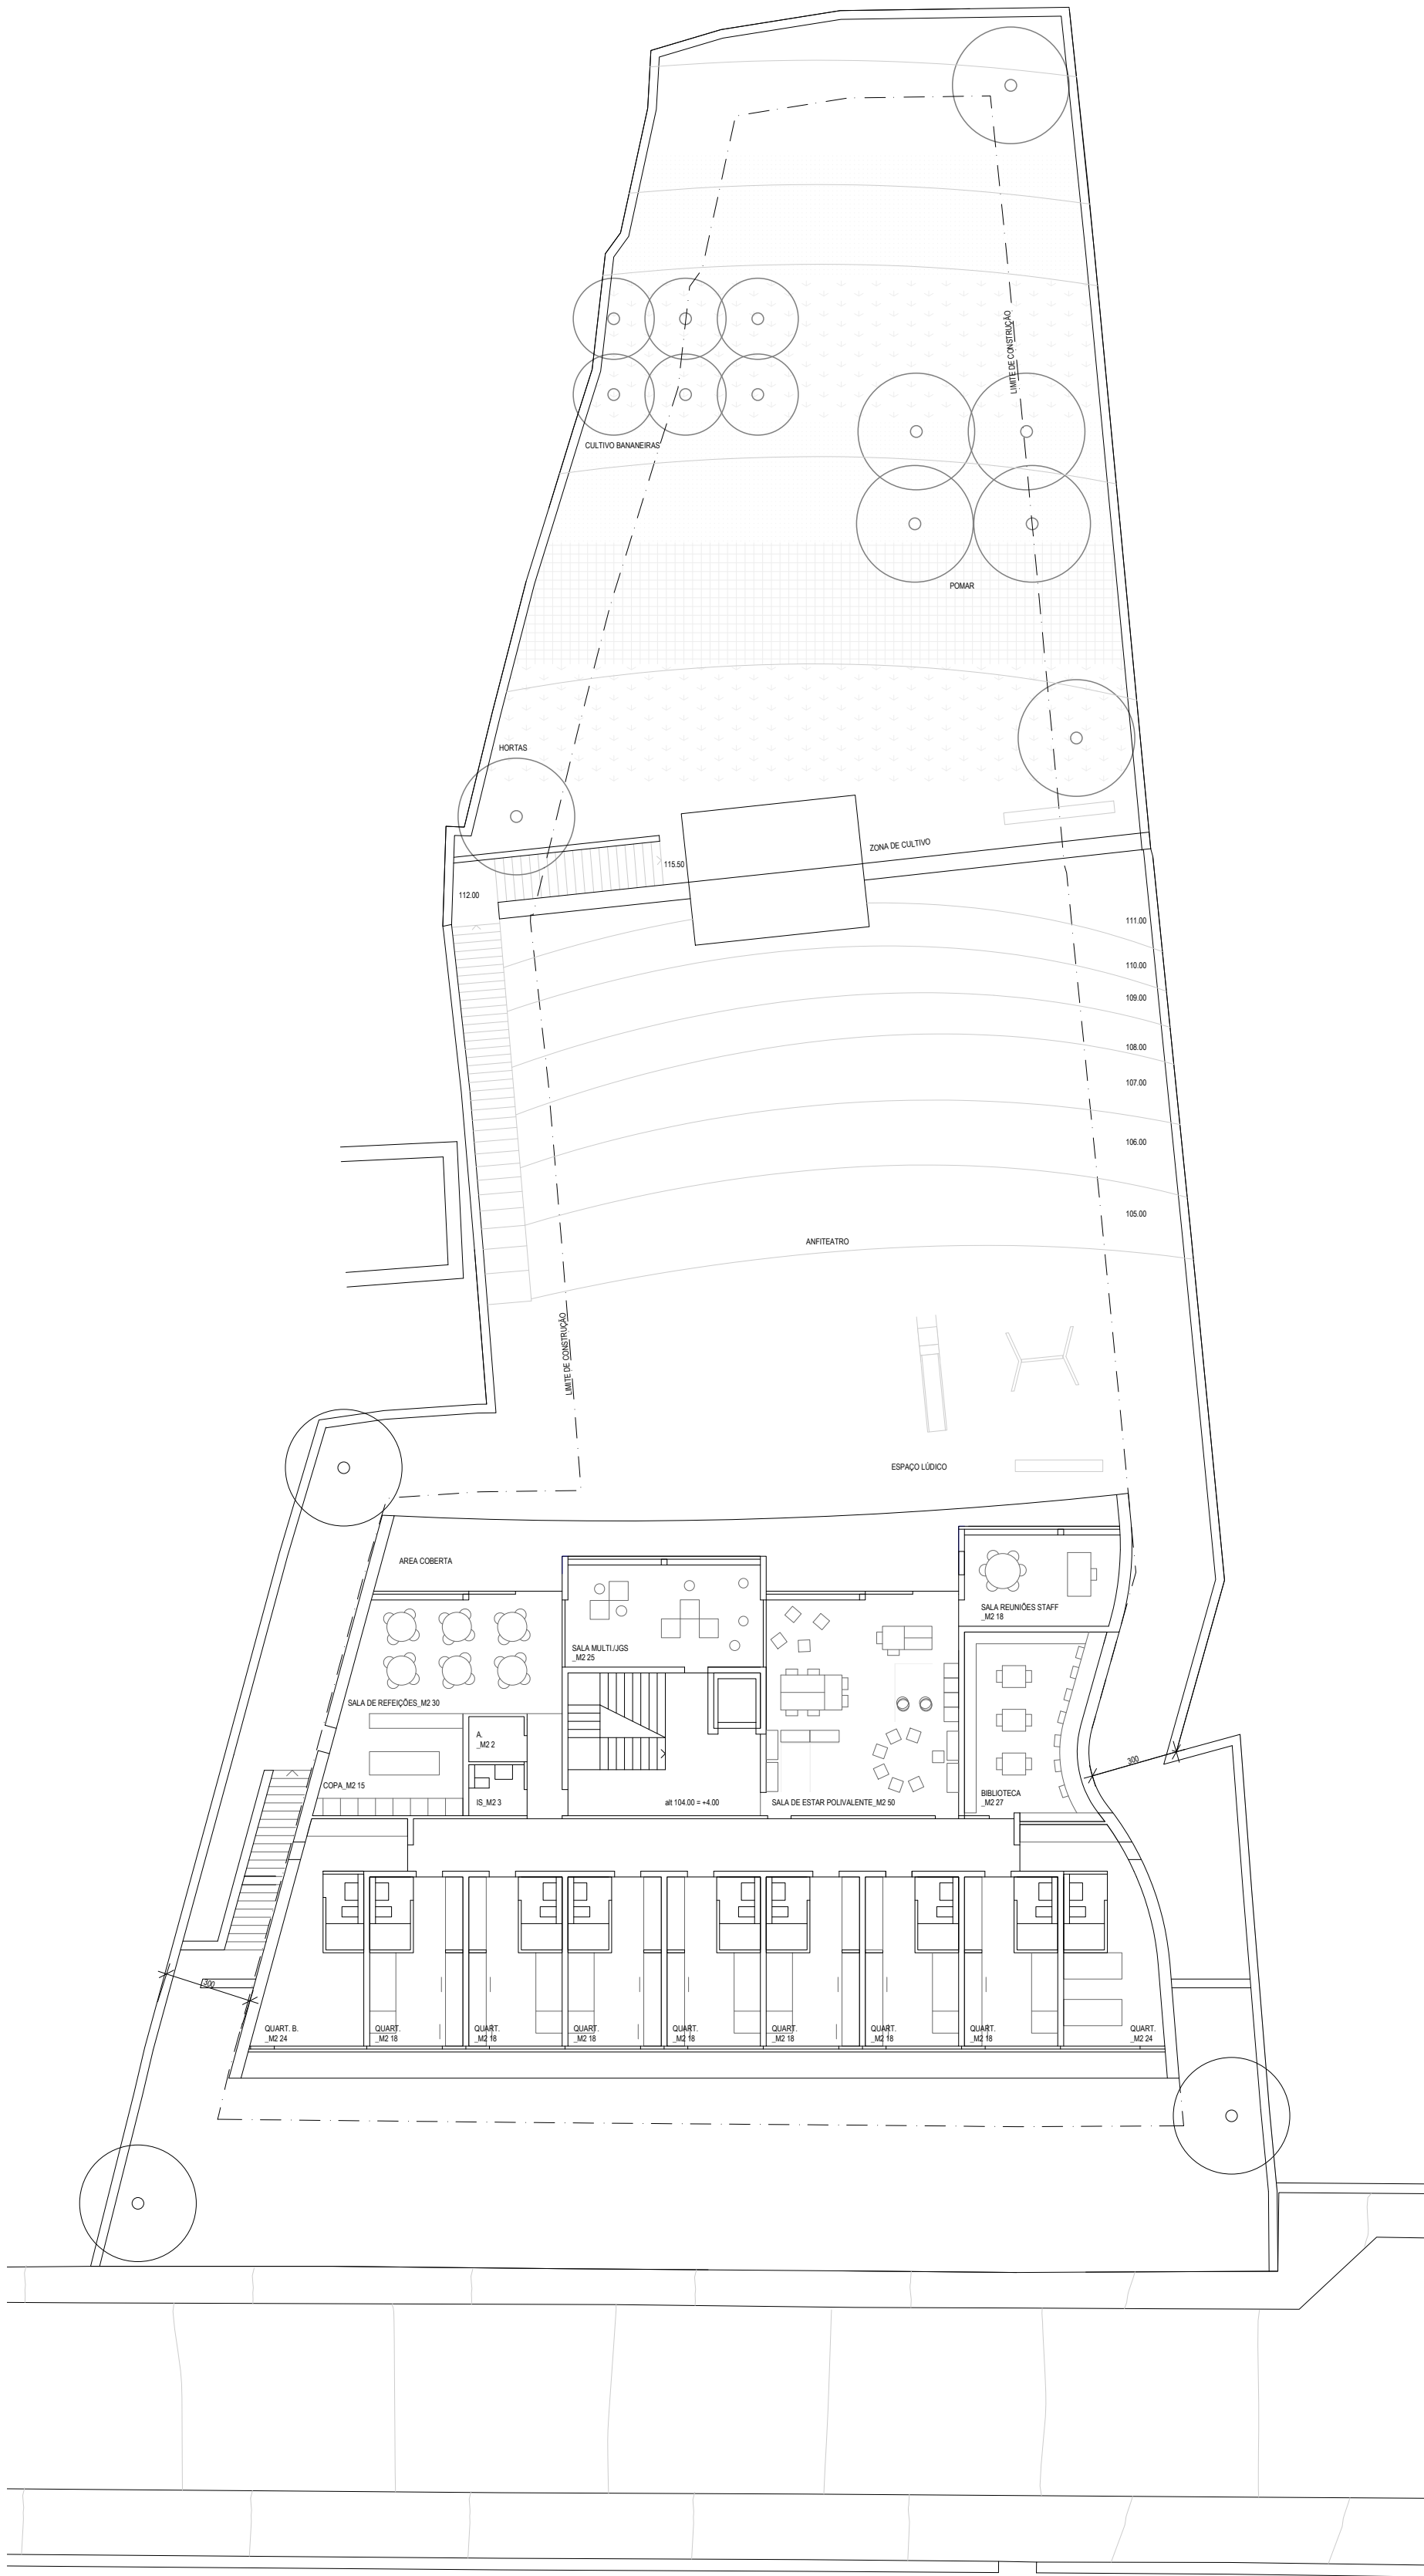 LIMITE DE CONSTRUÇÃO
CULTIVO BANANEIRAS
POMAR
HORTAS
ZONA DE CULTIVO
115.50
112.00
111.00
110.00
109.00
108.00
107.00
106.00
105.00
ANFITEATRO
LIMITE DE CONSTRUÇÃO
ESPAÇO LÚDICO
AREA COBERTA
SALA REUNIÕES STAFF
_M2 18
SALA MULTI./JGS
_M2 25
SALA DE REFEIÇÕES_M2 30
A.
_M2 2
300
COPA_M2 15
IS_M2 3
alt 104.00 = +4.00
SALA DE ESTAR POLIVALENTE_M2 50
BIBLIOTECA
_M2 27
300
QUART. B.
_M2 24
QUART.
_M2 18
QUART.
_M2 18
QUART.
_M2 18
QUART.
_M2 18
QUART.
_M2 18
QUART.
_M2 18
QUART.
_M2 18
QUART.
_M2 24